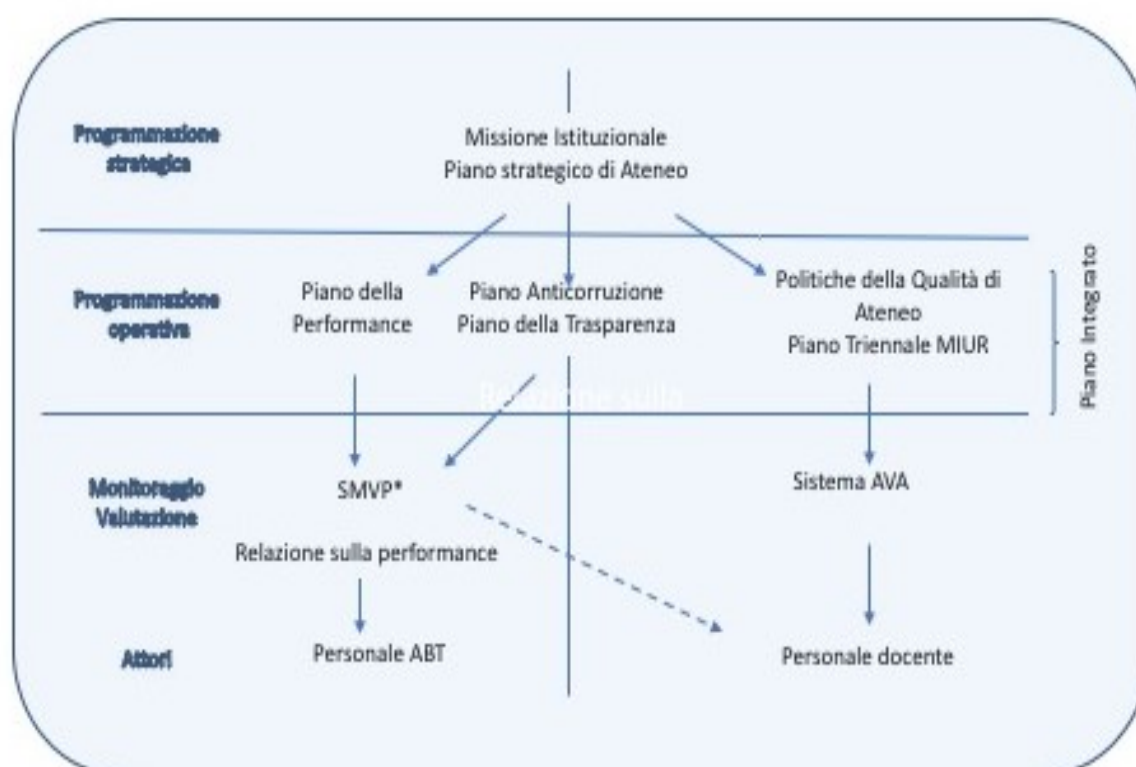 Programmazione
strategica
Missione Istituzionale
Piano strategico di Ateneo
Programmazione
operativa
Piano della
Performance
Piano Anticorruzione
Piano della Trasparenza
Politiche della Qualità di
Ateneo
Piano Triennale MIUR
Piano Integrato
Relazione sulla
Monitoraggio
Valutazione
SMVP*
Relazione sulla performance
Sistema AVA
Attori
Personale ABT
Personale docente